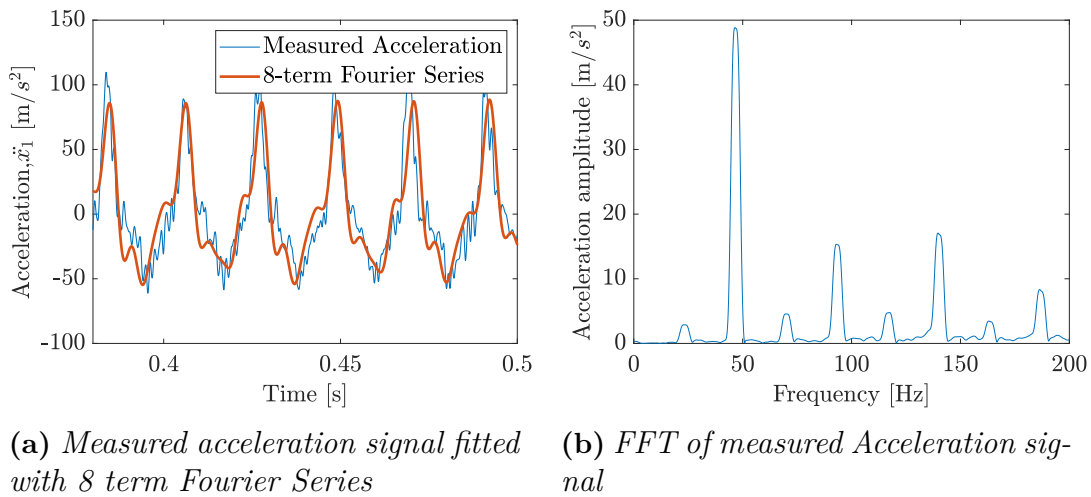 150
100
50
0
-50
-100
0.4
0.45
0.5
Time [s]
Acceleration,ẍ₁ [m/s²]
Measured Acceleration
8-term Fourier Series
50
40
30
20
10
0
0
50
100
150
200
Frequency [Hz]
Acceleration amplitude [m/s²]
(a) Measured acceleration signal fitted
with 8 term Fourier Series
(b) FFT of measured Acceleration sig-
nal